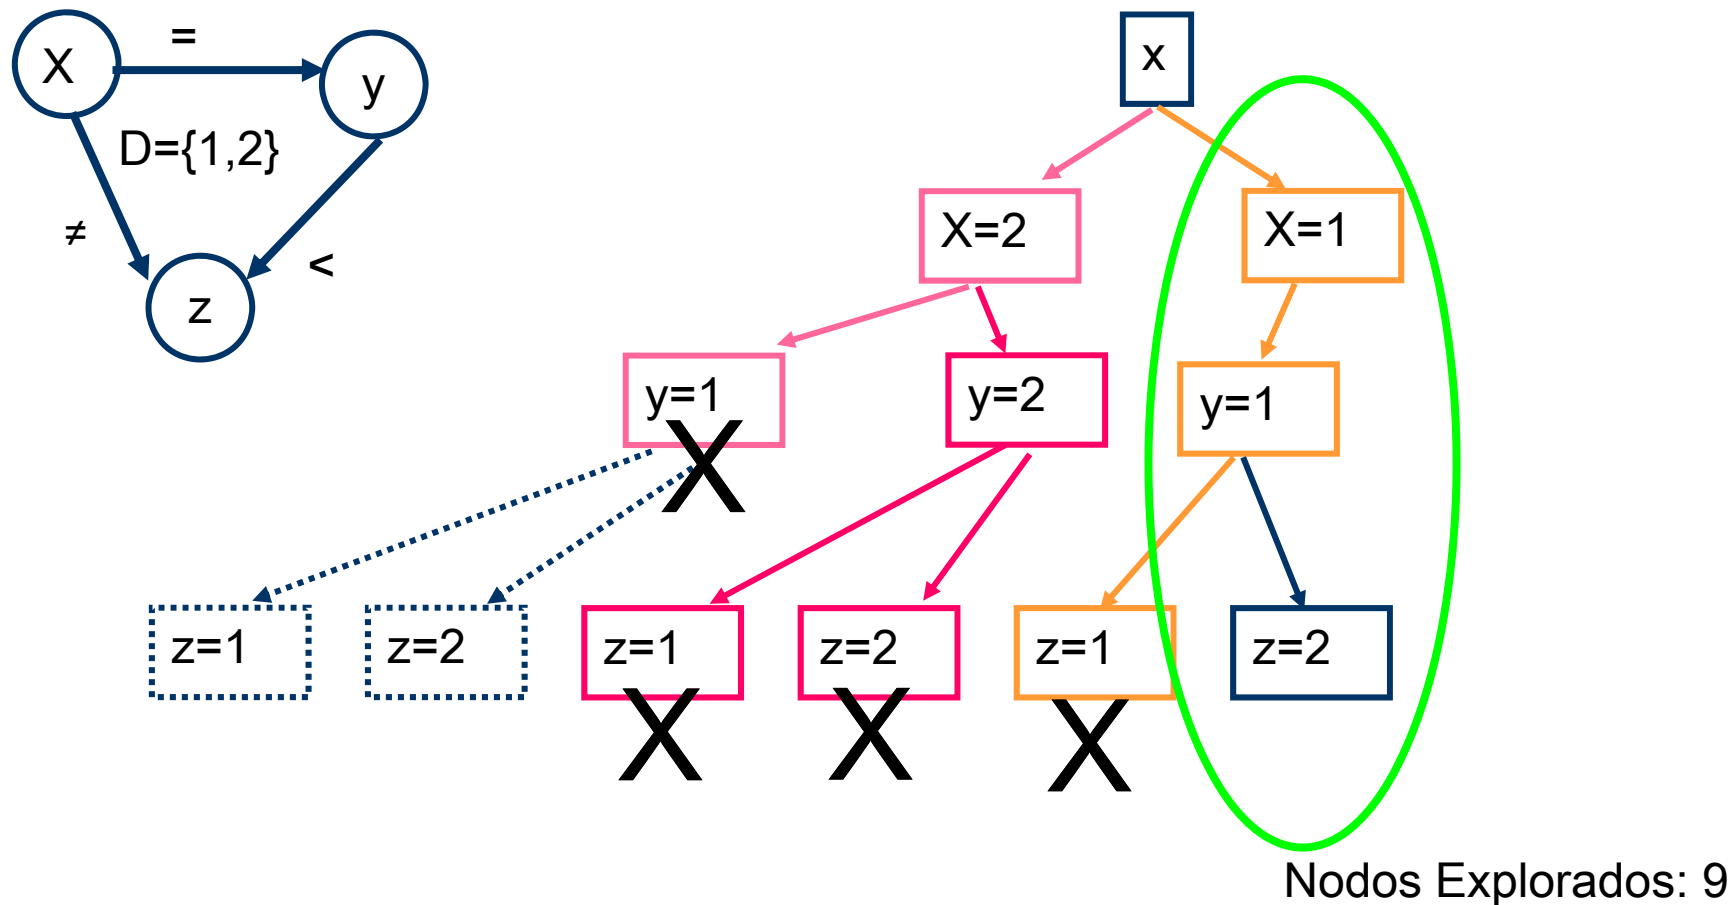 X
=
y
D={1,2}
≠
<
z
x
X=2
X=1
y=1
y=2
y=1
X
z=1
z=2
z=1
z=2
z=1
z=2
X
X
X
Nodos Explorados: 9